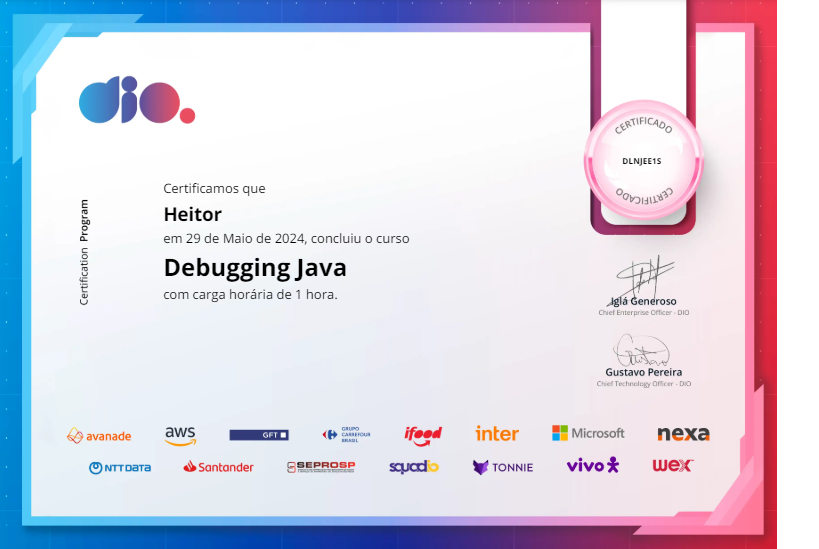 dio.
CERTIFICADO
DLNJEE1S
CERTIFICADO
Certification Program
Certificamos que
Heitor
em 29 de Maio de 2024, concluiu o curso
Debugging Java
com carga horária de 1 hora.
Iglá Generoso
Chief Enterprise Officer - DIO
Gustavo Pereira
Chief Technology Officer - DIO
avanade aws GFT GRUPO CARREFOUR BRASIL ifood inter Microsoft nexa
NTT DATA Santander SEPROSP squadio TONNIE vivo wex